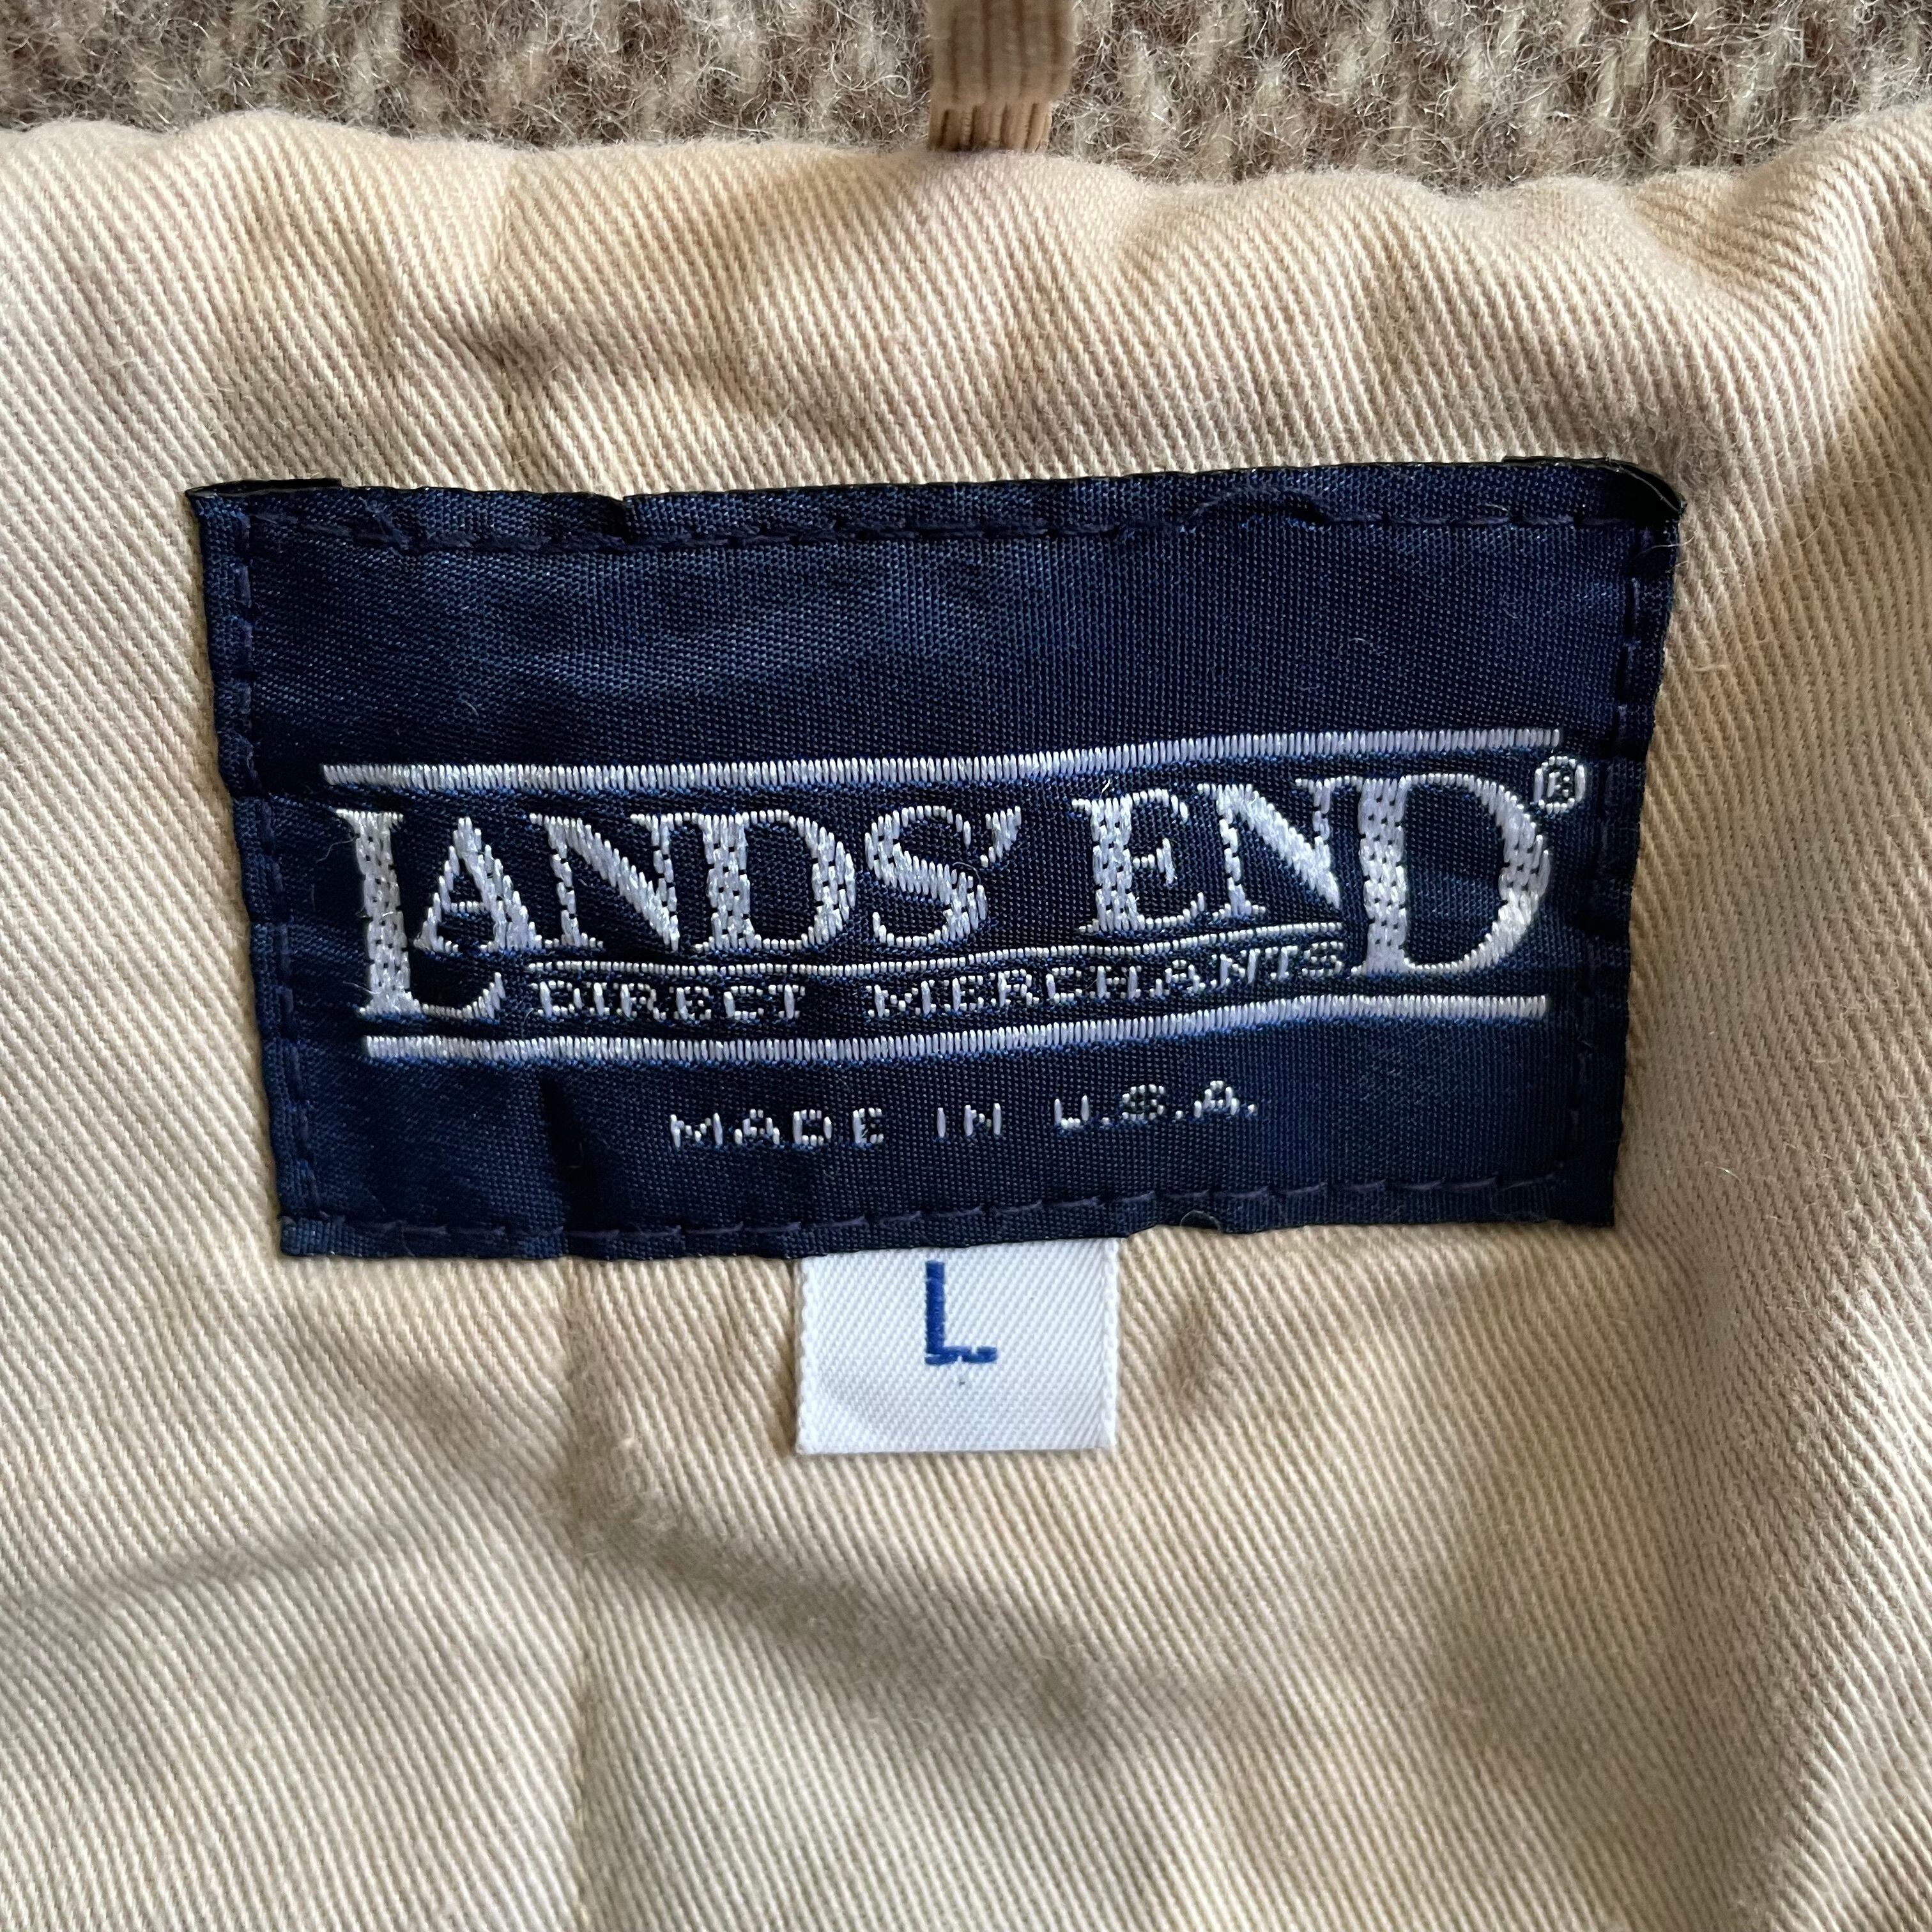 LANDS' END®
DIRECT MERCHANTS
MADE IN U.S.A.
L